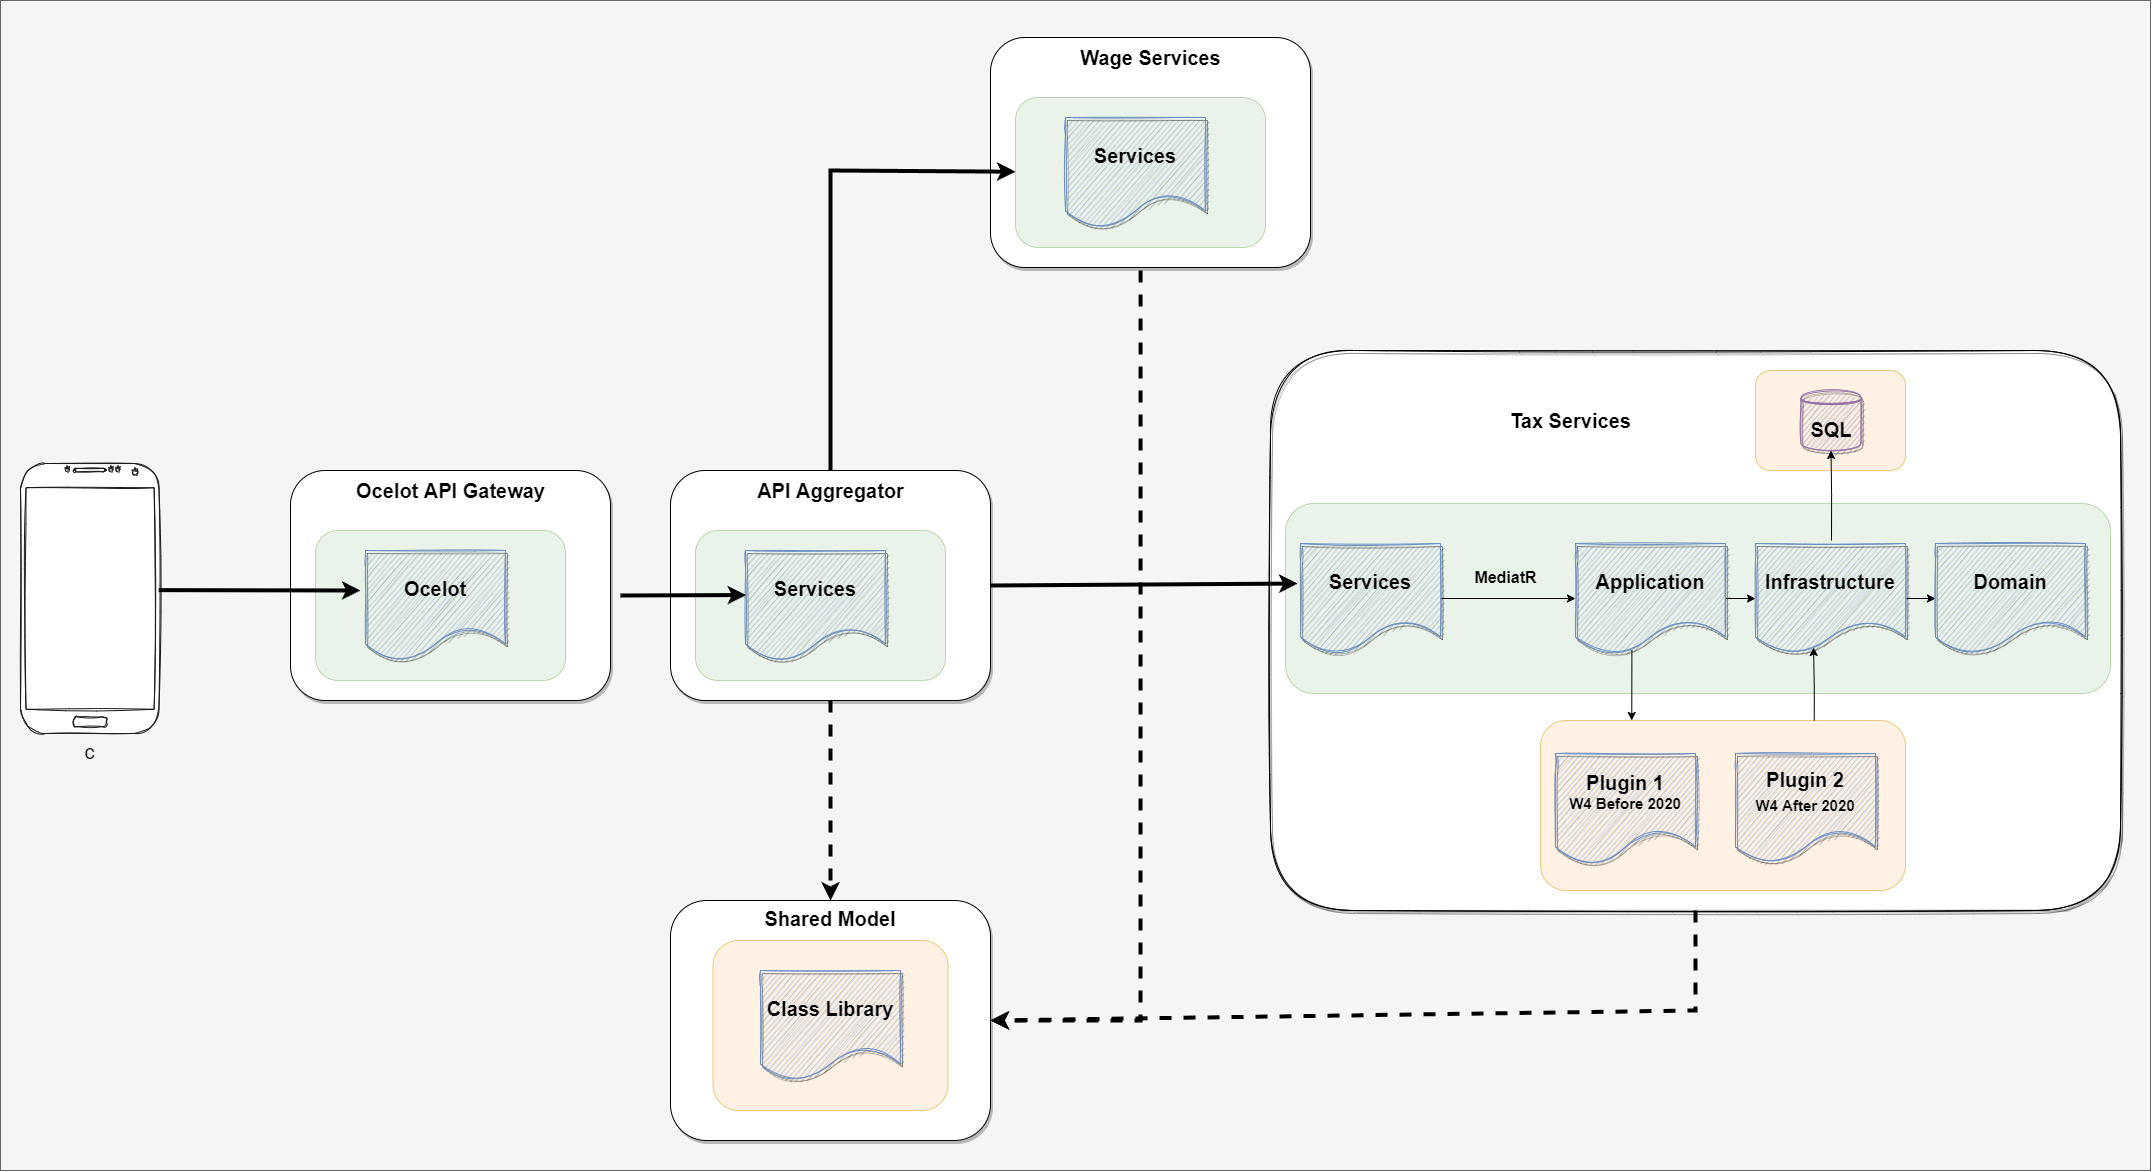 Wage Services
Services
Tax Services
SQL
Ocelot API Gateway
Ocelot
API Aggregator
Services
Services
MediatR
Application
Infrastructure
Domain
C
Plugin 1
W4 Before 2020
Plugin 2
W4 After 2020
Shared Model
Class Library